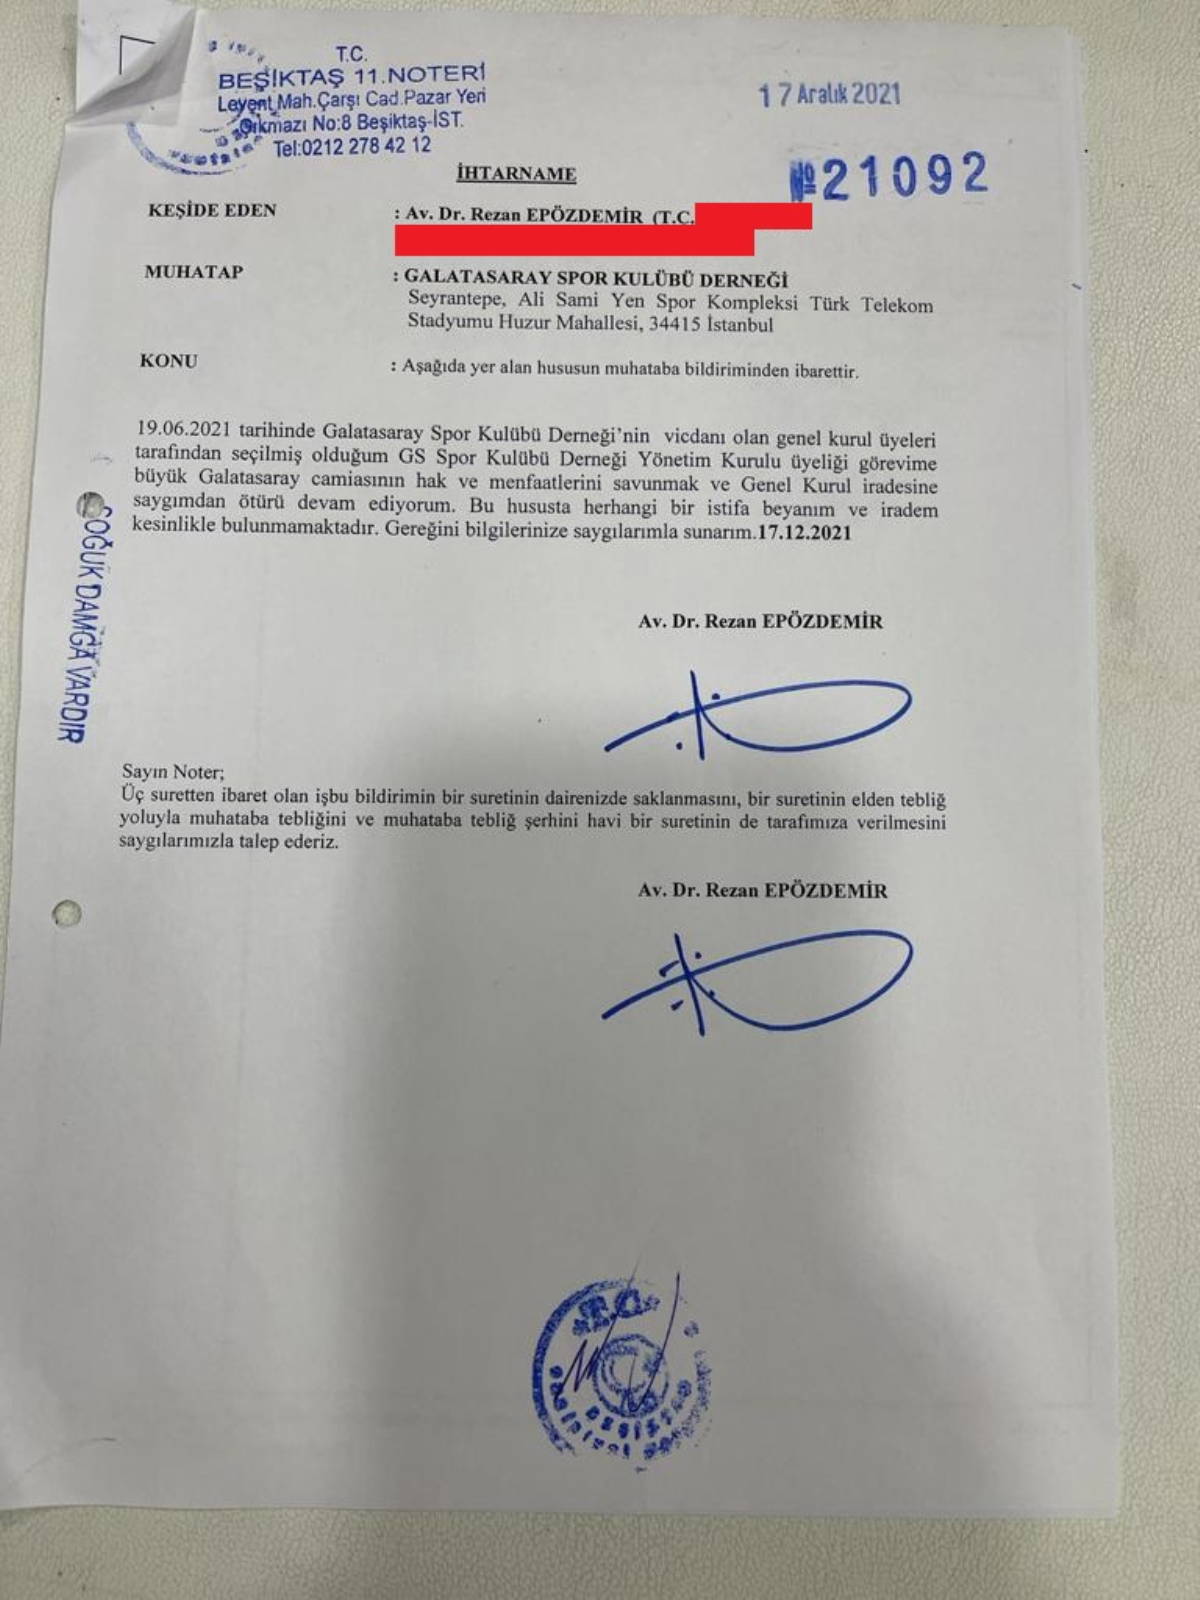 T.C.
BEŞİKTAŞ 11.NOTERİ
Levent Mah.Çarşı Cad.Pazar Yeri
Çıkmazı No:8 Beşiktaş-İST.
Tel:0212 278 42 12
17 Aralık 2021
№ 21092
İHTARNAME
KEŞİDE EDEN : Av. Dr. Rezan EPÖZDEMİR (T.C.
MUHATAP : GALATASARAY SPOR KULÜBÜ DERNEĞİ
Seyrantepe, Ali Sami Yen Spor Kompleksi Türk Telekom
Stadyumu Huzur Mahallesi, 34415 İstanbul
KONU : Aşağıda yer alan hususun muhataba bildiriminden ibarettir.
19.06.2021 tarihinde Galatasaray Spor Kulübü Derneği’nin vicdanı olan genel kurul üyeleri
tarafından seçilmiş olduğum GS Spor Kulübü Derneği Yönetim Kurulu üyeliği görevime
büyük Galatasaray camiasının hak ve menfaatlerini savunmak ve Genel Kurul iradesine
saygımdan ötürü devam ediyorum. Bu hususta herhangi bir istifa beyanım ve iradem
kesinlikle bulunmamaktadır. Gereğini bilgilerinize saygılarımla sunarım.17.12.2021
SOĞUK DAMGA VARDIR
Av. Dr. Rezan EPÖZDEMİR
Sayın Noter;
Üç suretten ibaret olan işbu bildirimin bir suretinin dairenizde saklanmasını, bir suretinin elden tebliğ
yoluyla muhataba tebliğini ve muhataba tebliğ şerhini havi bir suretinin de tarafımıza verilmesini
saygılarımızla talep ederiz.
Av. Dr. Rezan EPÖZDEMİR
T.C.